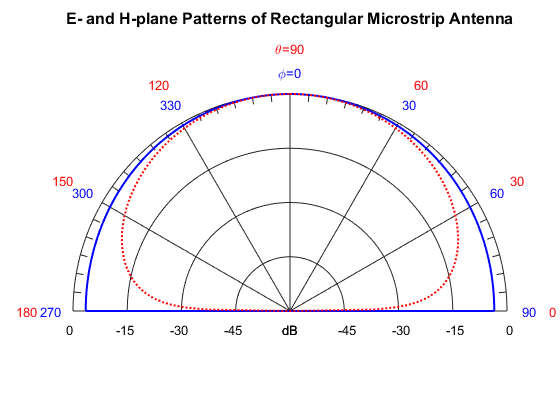 E- and H-plane Patterns of Rectangular Microstrip Antenna
θ=90
ϕ=0
120 60
330 30
150 30
300 60
180 270 90 0
0 -15 -30 -45 dB -45 -30 -15 0